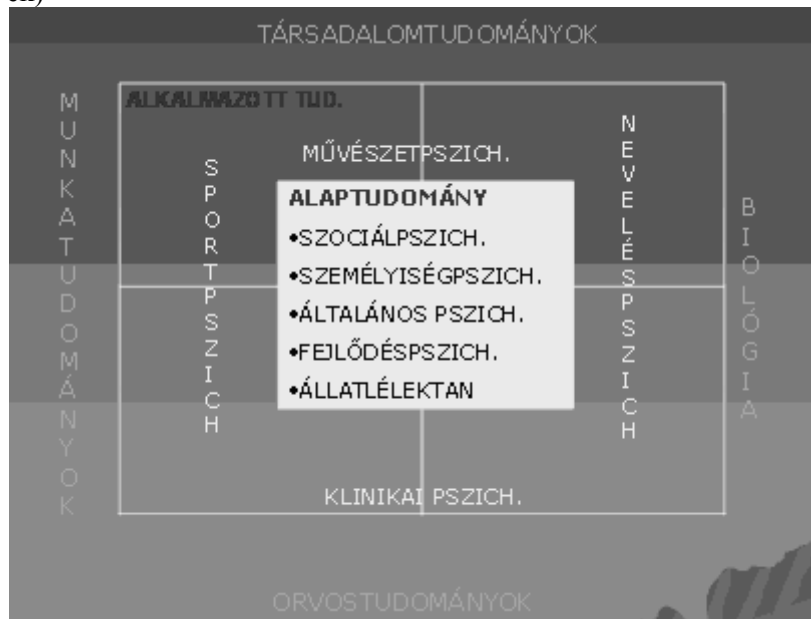 TÁRSADALOMTUDOMÁNYOK
MUNKATUDOMÁNYOK
ALKALMAZOTT TUD.
MŰVÉSZETPSZICH.
SPORTPSZICH
ALAPTUDOMÁNY
•SZOCIÁLPSZICH.
•SZEMÉLYISÉGPSZICH.
•ÁLTALÁNOS PSZICH.
•FEJLŐDÉSPSZICH.
•ÁLLATLÉLEKTAN
NEVELÉSPSZICH
BIOLÓGIA
KLINIKAI PSZICH.
ORVOSTUDOMÁNYOK